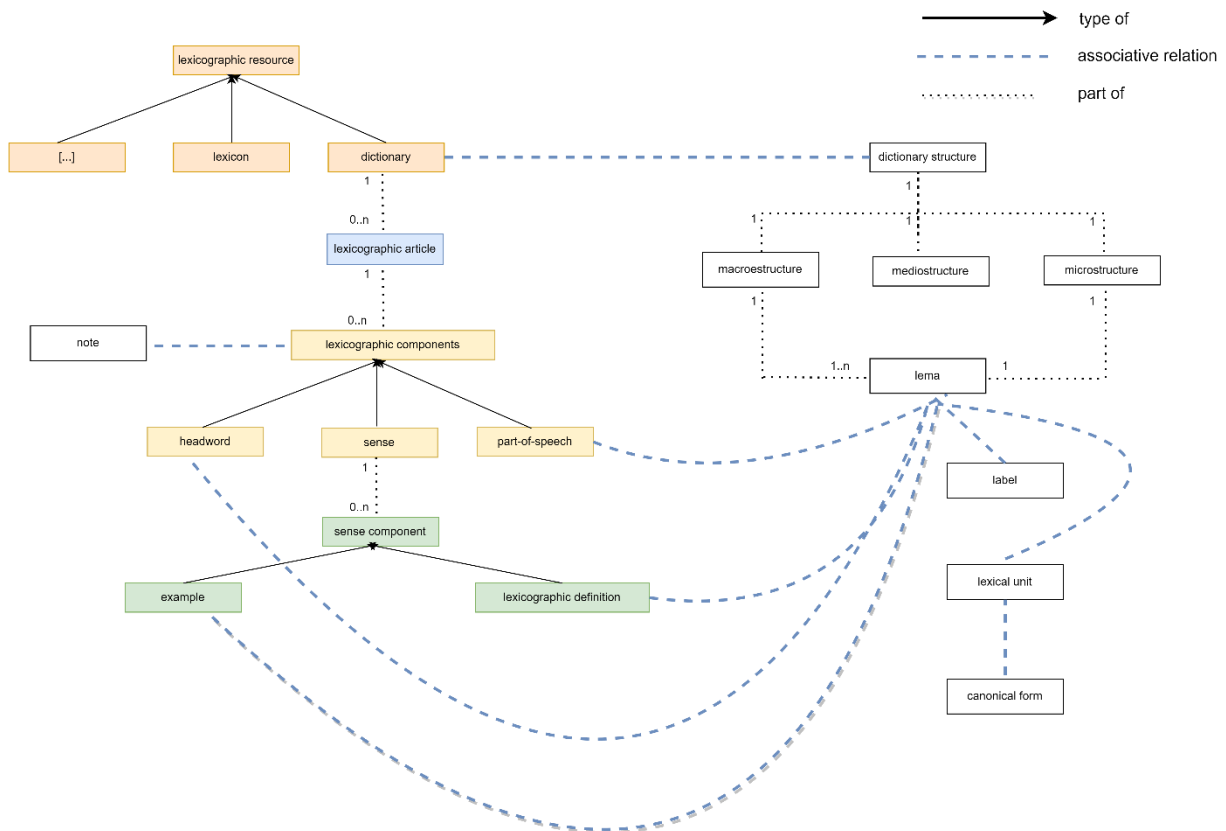 type of
lexicographic resource
associative relation
part of
[...]
lexicon
dictionary
dictionary structure
1
1
0..n
1
1
1
lexicographic article
macroestructure
mediostructure
microstructure
1
1
1
0..n
note
lexicographic components
1..n
lema
1
headword
sense
part-of-speech
1
label
0..n
sense component
example
lexicographic definition
lexical unit
canonical form